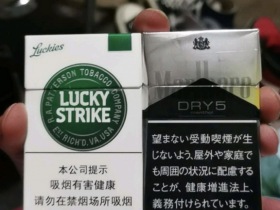 Luckies
R.A. PATTERSON TOBACCO COMPANY
LUCKY
STRIKE
RICH'D, VA. USA
本公司提示
吸烟有害健康
请勿在禁烟场所吸烟
Marlboro
DRY 5
望まない受動喫煙が生
じないよう、屋外や家庭で
も周囲の状況に配慮する
ことが、健康増進法上、
義務付けられています。